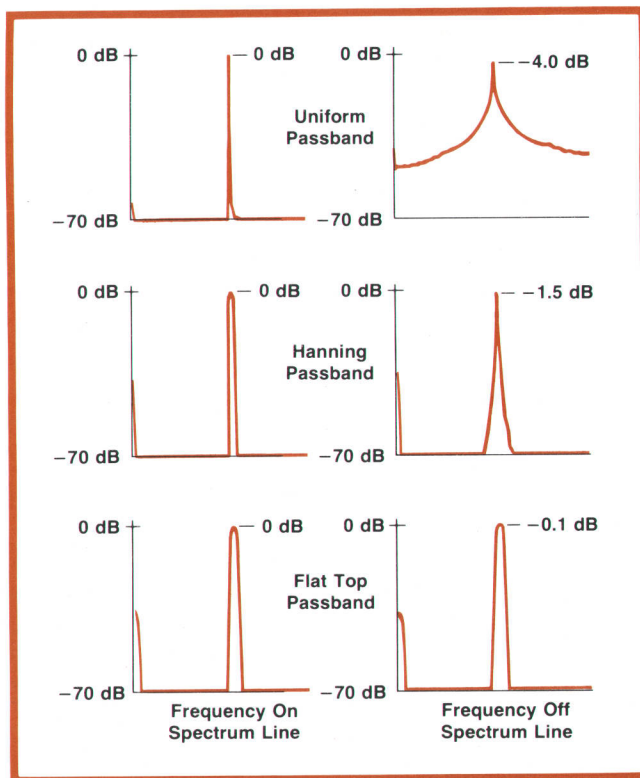 0 dB
0 dB
−70 dB
Uniform
Passband
0 dB
−4.0 dB
−70 dB
0 dB
0 dB
−70 dB
Hanning
Passband
0 dB
−1.5 dB
−70 dB
0 dB
0 dB
−70 dB
Flat Top
Passband
0 dB
−0.1 dB
−70 dB
Frequency On
Spectrum Line
Frequency Off
Spectrum Line